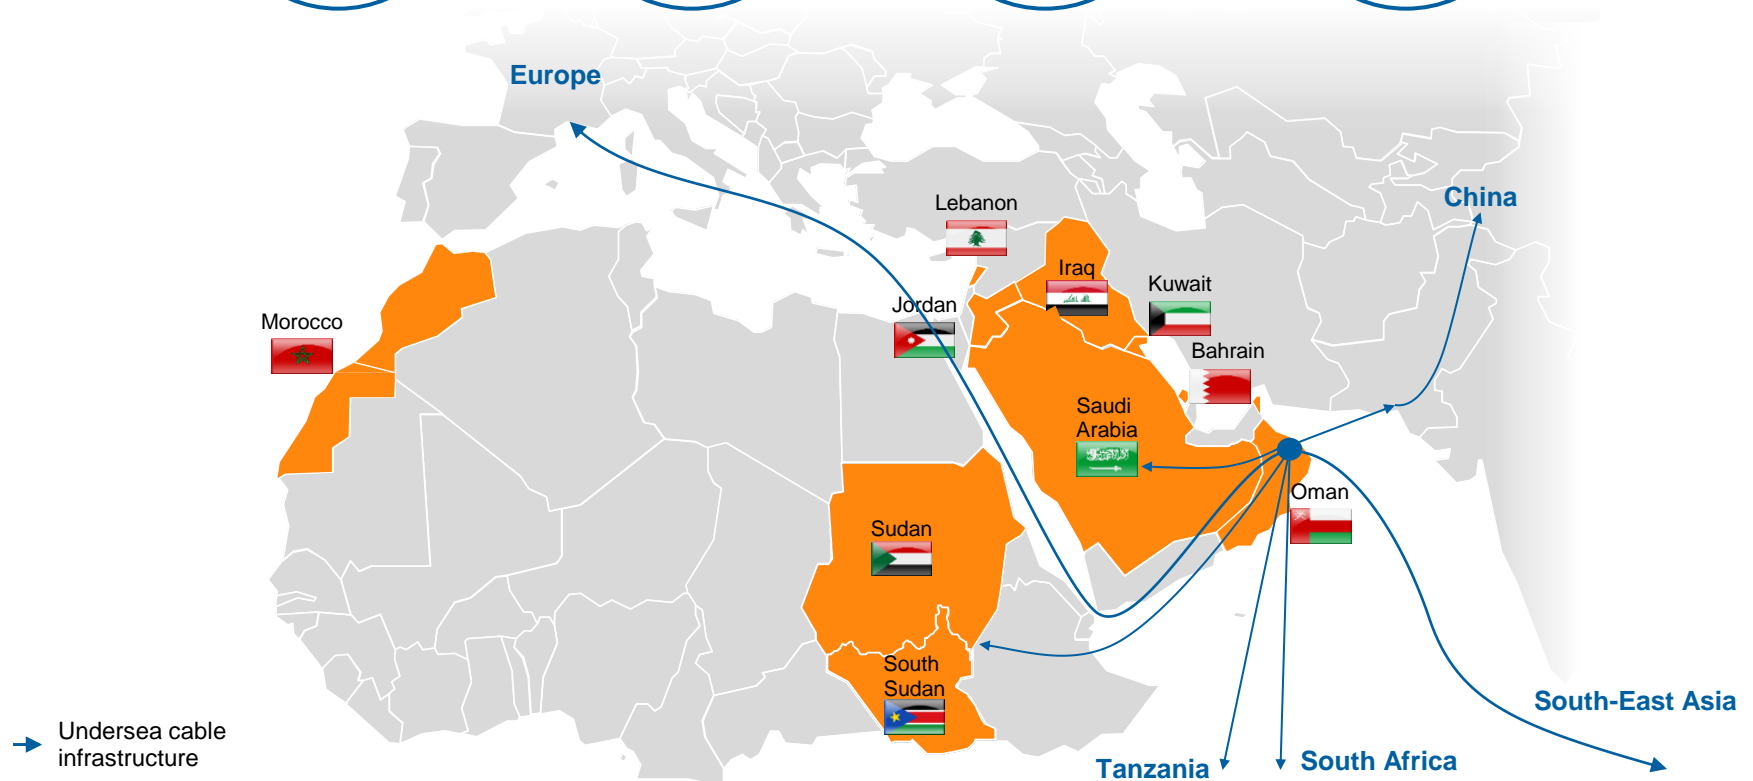 Europe
China
Lebanon
Iraq
Kuwait
Jordan
Morocco
Bahrain
Saudi
Arabia
Oman
Sudan
South
Sudan
South-East Asia
Undersea cable
infrastructure
Tanzania
South Africa